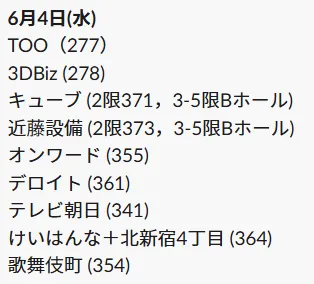 6月4日(水)
TOO（277）
3DBiz (278)
キューブ (2限371，3-5限Bホール)
近藤設備 (2限373，3-5限Bホール)
オンワード (355)
デロイト (361)
テレビ朝日 (341)
けいはんな＋北新宿4丁目 (364)
歌舞伎町 (354)